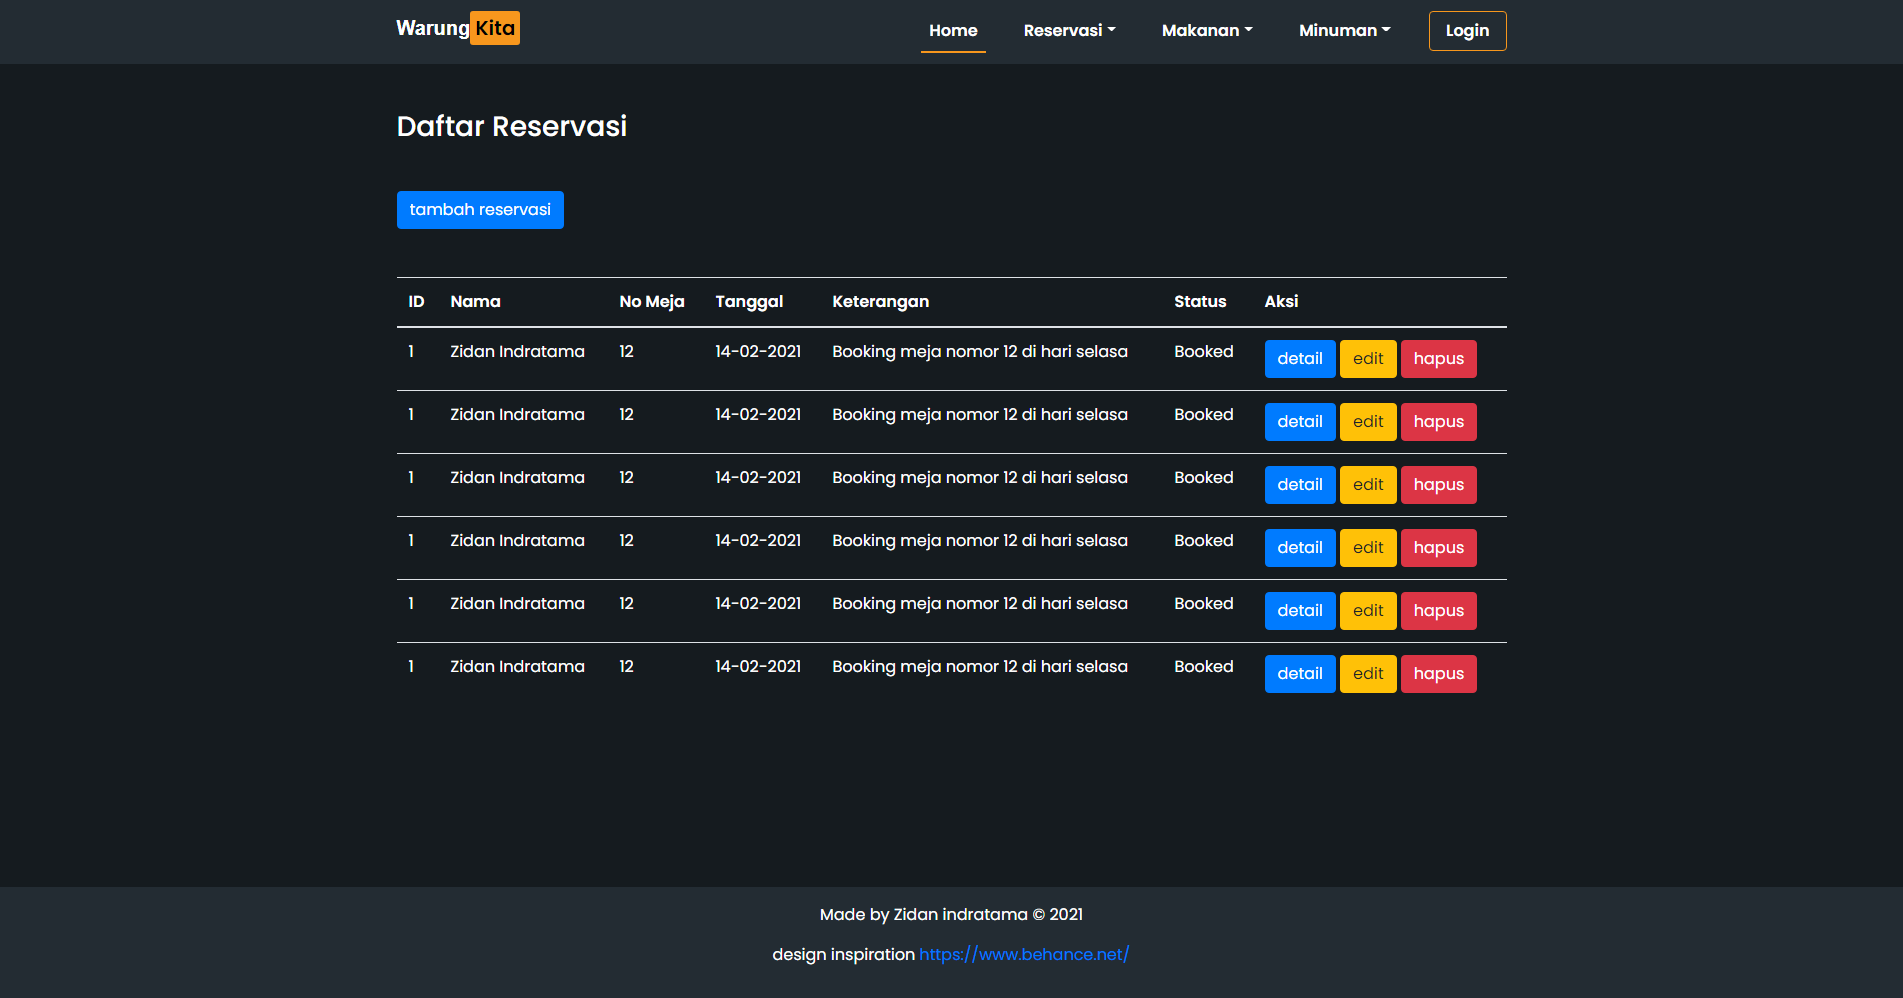 WarungKita Home Reservasi Makanan Minuman Login
Daftar Reservasi
tambah reservasi
ID Nama No Meja Tanggal Keterangan Status Aksi
1 Zidan Indratama 12 14-02-2021 Booking meja nomor 12 di hari selasa Booked detail edit hapus
1 Zidan Indratama 12 14-02-2021 Booking meja nomor 12 di hari selasa Booked detail edit hapus
1 Zidan Indratama 12 14-02-2021 Booking meja nomor 12 di hari selasa Booked detail edit hapus
1 Zidan Indratama 12 14-02-2021 Booking meja nomor 12 di hari selasa Booked detail edit hapus
1 Zidan Indratama 12 14-02-2021 Booking meja nomor 12 di hari selasa Booked detail edit hapus
1 Zidan Indratama 12 14-02-2021 Booking meja nomor 12 di hari selasa Booked detail edit hapus
Made by Zidan indratama © 2021
design inspiration https://www.behance.net/